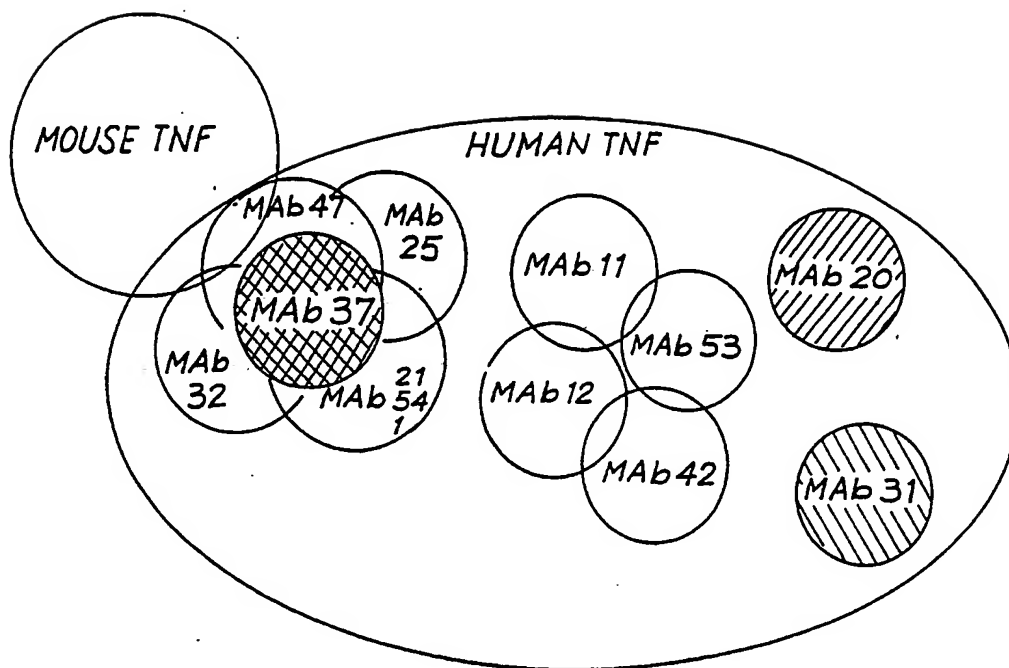 MOUSE TNF
HUMAN TNF
MAb 47
MAb
25
MAb 11
MAb 20
MAb 37
MAb 53
MAb
32
MAb 21
54
1
MAb 12
MAb 42
MAb 31